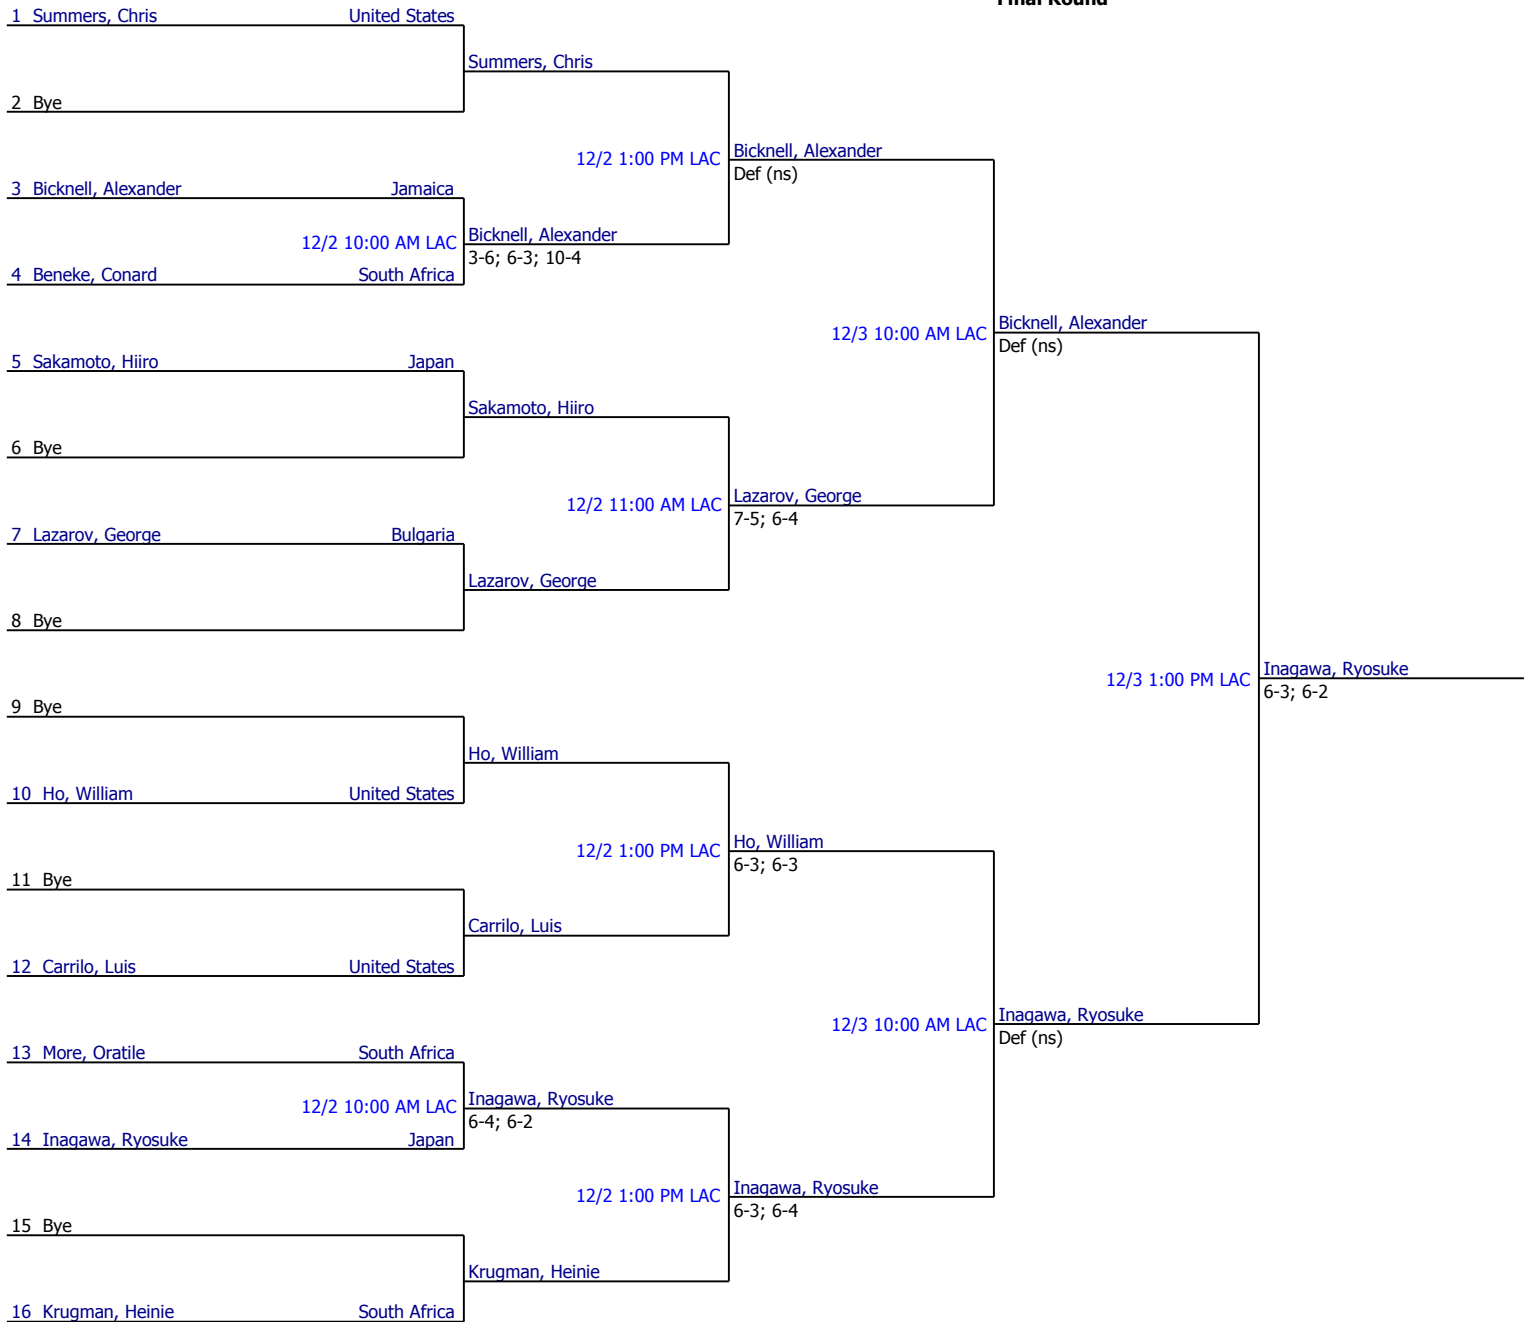 Final Round
1 Summers, Chris United States
Summers, Chris
2 Bye
12/2 1:00 PM LAC Bicknell, Alexander
Def (ns)
3 Bicknell, Alexander Jamaica
12/2 10:00 AM LAC Bicknell, Alexander
3-6; 6-3; 10-4
4 Beneke, Conard South Africa
12/3 10:00 AM LAC Bicknell, Alexander
Def (ns)
5 Sakamoto, Hiiro Japan
Sakamoto, Hiiro
6 Bye
12/2 11:00 AM LAC Lazarov, George
7-5; 6-4
7 Lazarov, George Bulgaria
Lazarov, George
8 Bye
12/3 1:00 PM LAC Inagawa, Ryosuke
6-3; 6-2
9 Bye
Ho, William
10 Ho, William United States
12/2 1:00 PM LAC Ho, William
6-3; 6-3
11 Bye
Carrilo, Luis
12 Carrilo, Luis United States
12/3 10:00 AM LAC Inagawa, Ryosuke
Def (ns)
13 More, Oratile South Africa
12/2 10:00 AM LAC Inagawa, Ryosuke
6-4; 6-2
14 Inagawa, Ryosuke Japan
12/2 1:00 PM LAC Inagawa, Ryosuke
6-3; 6-4
15 Bye
Krugman, Heinie
16 Krugman, Heinie South Africa